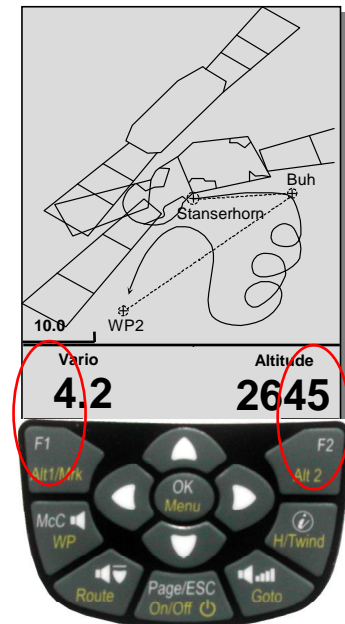 Buh
Stanserhorn
10.0
WP2
Vario Altitude
4.2 2645
F1 F2
Alt1/Mrk Alt 2
OK
Menu
McC i
WP H/Twind
Route Page/ESC Goto
On/Off